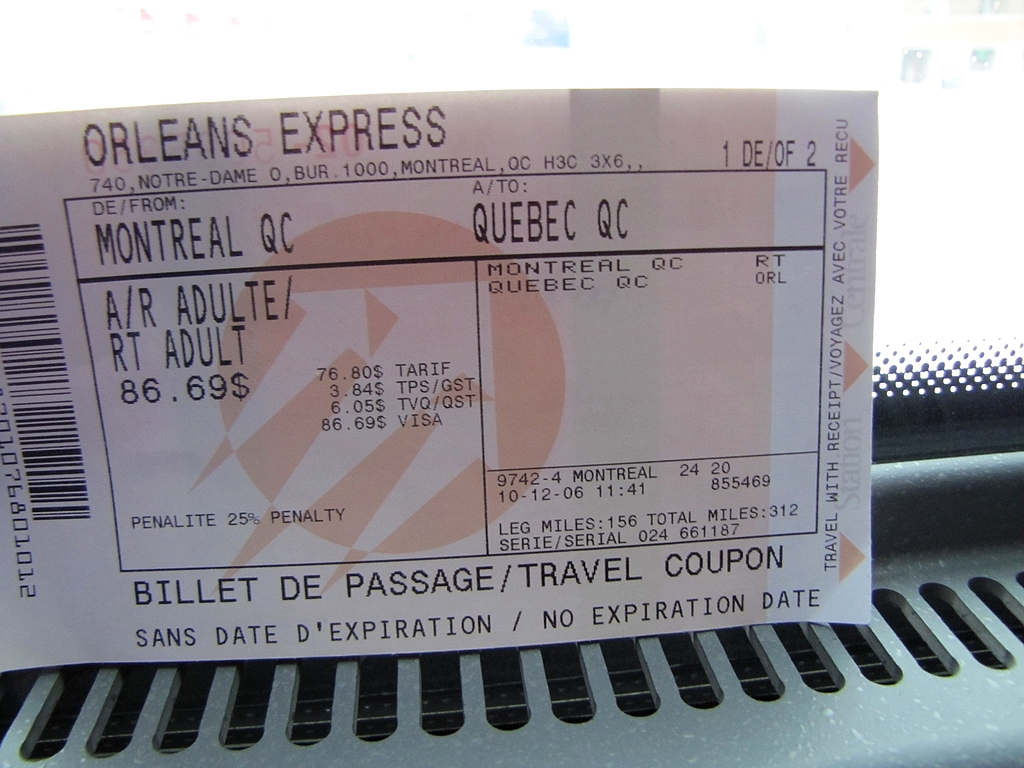 ORLEANS EXPRESS
740,NOTRE-DAME O,BUR.1000,MONTREAL,QC H3C 3X6,,
1 DE/OF 2
DE/FROM:
MONTREAL QC
A/TO:
QUEBEC QC
A/R ADULTE/
RT ADULT
86.69$
76.80$ TARIF
3.84$ TPS/GST
6.05$ TVQ/QST
86.69$ VISA
PENALITE 25% PENALTY
MONTREAL QC RT
QUEBEC QC ORL
9742-4 MONTREAL 24 20
10-12-06 11:41 855469
LEG MILES:156 TOTAL MILES:312
SERIE/SERIAL 024 661187
BILLET DE PASSAGE/TRAVEL COUPON
SANS DATE D'EXPIRATION / NO EXPIRATION DATE
TRAVEL WITH RECEIPT/VOYAGEZ AVEC VOTRE RECU
Station Centrale